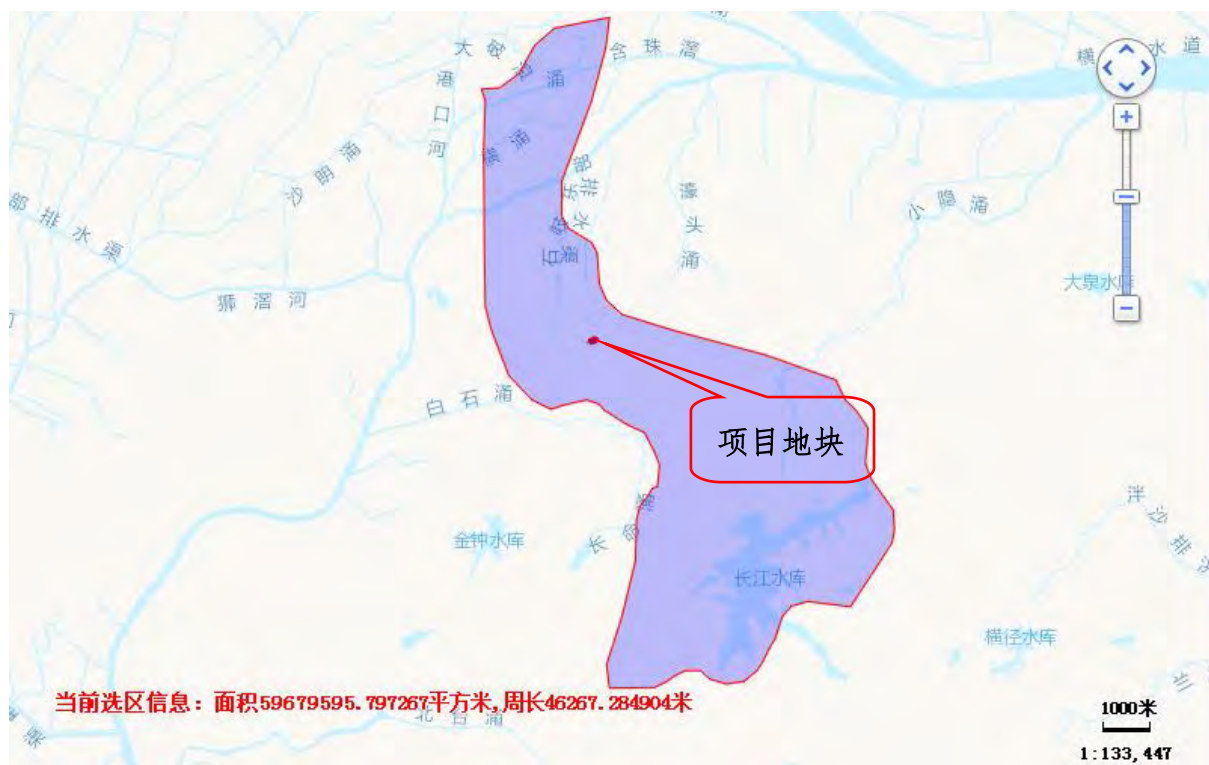 大
含珠滘
横
水道
港口河
涌
沙朗涌
部排水渠
小隐涌
濠头涌
大泉水库
狮滘河
白石涌
项目地块
长命涌
金钟水库
长江水库
横径水库
当前选区信息：面积59679595.797267平方米,周长46267.284904米
北台涌
1000米
1:133,447